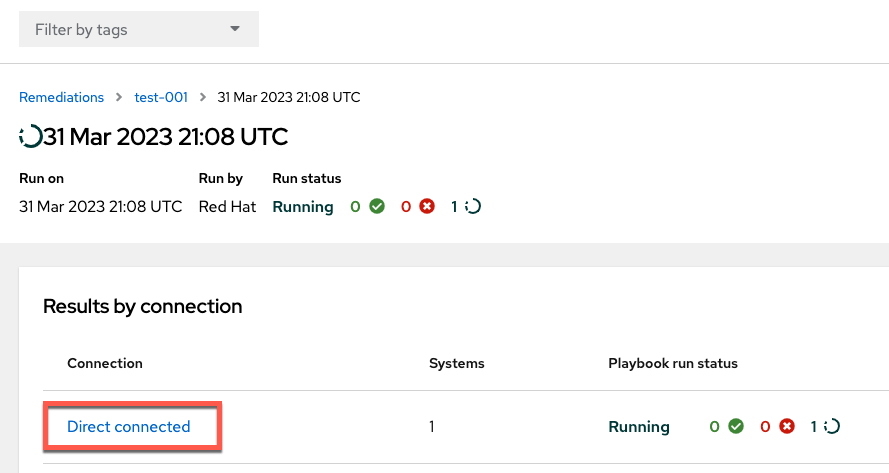 Filter by tags
Remediations > test-001 > 31 Mar 2023 21:08 UTC
31 Mar 2023 21:08 UTC
Run on Run by Run status
31 Mar 2023 21:08 UTC Red Hat Running 0 0 1
Results by connection
Connection Systems Playbook run status
Direct connected 1 Running 0 0 1